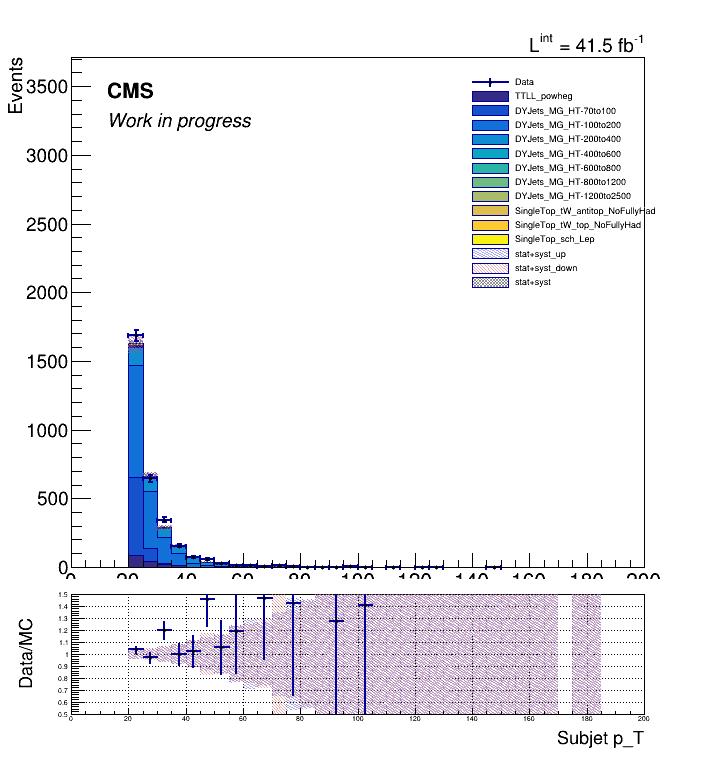 L^int = 41.5 fb^-1
Events
CMS
Work in progress
Data
TTLL_powheg
DYJets_MG_HT-70to100
DYJets_MG_HT-100to200
DYJets_MG_HT-200to400
DYJets_MG_HT-400to600
DYJets_MG_HT-600to800
DYJets_MG_HT-800to1200
DYJets_MG_HT-1200to2500
SingleTop_tW_antitop_NoFullyHad
SingleTop_tW_top_NoFullyHad
SingleTop_sch_Lep
stat+syst_up
stat+syst_down
stat+syst
3500
3000
2500
2000
1500
1000
500
0
0 20 40 60 80 100 120 140 160 180 200
Data/MC
1.5
1.4
1.3
1.2
1.1
1
0.9
0.8
0.7
0.6
0.5
0 20 40 60 80 100 120 140 160 180 200
Subjet p_T